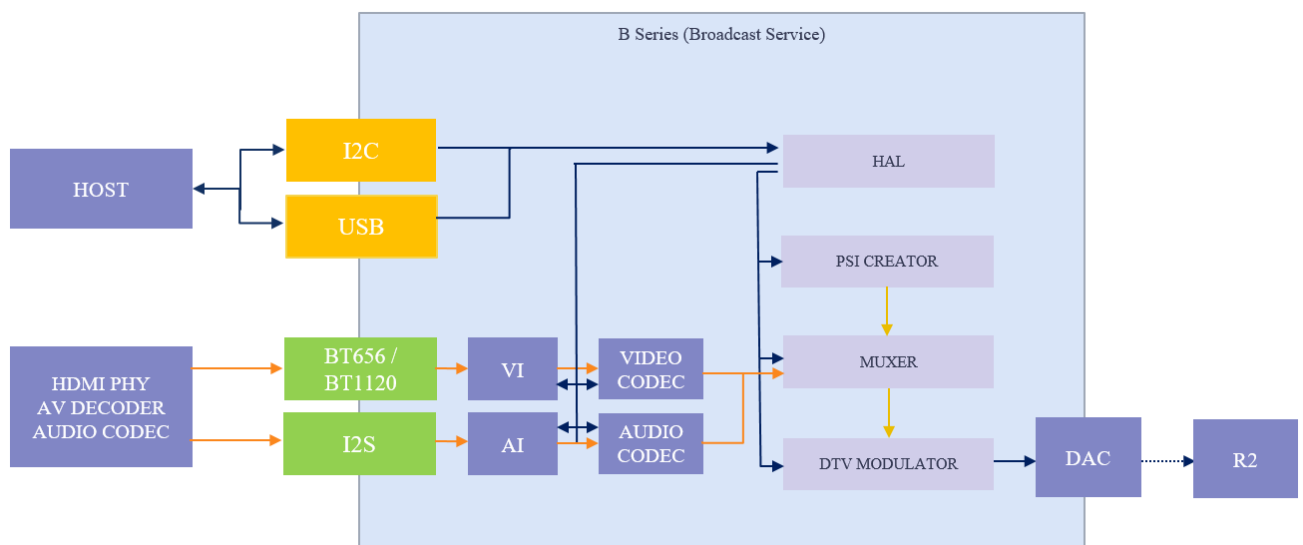 B Series (Broadcast Service)
I2C
HAL
HOST
USB
PSI CREATOR
BT656 /
BT1120
VI
VIDEO
CODEC
MUXER
HDMI PHY
AV DECODER
AUDIO CODEC
I2S
AI
AUDIO
CODEC
DTV MODULATOR
DAC
R2